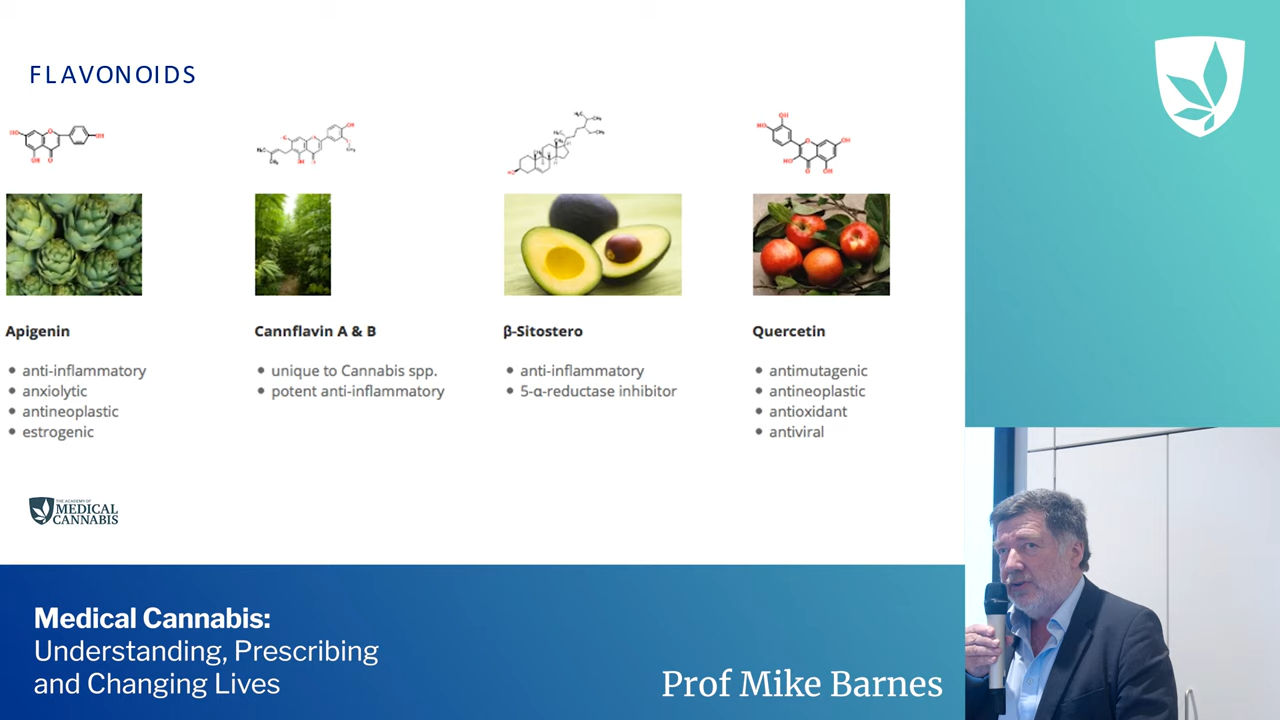 FLAVONOIDS
Apigenin
• anti-inflammatory
• anxiolytic
• antineoplastic
• estrogenic
Cannflavin A & B
• unique to Cannabis spp.
• potent anti-inflammatory
β-Sitostero
• anti-inflammatory
• 5-α-reductase inhibitor
Quercetin
• antimutagenic
• antineoplastic
• antioxidant
• antiviral
THE ACADEMY OF
MEDICAL
CANNABIS
Medical Cannabis:
Understanding, Prescribing
and Changing Lives
Prof Mike Barnes